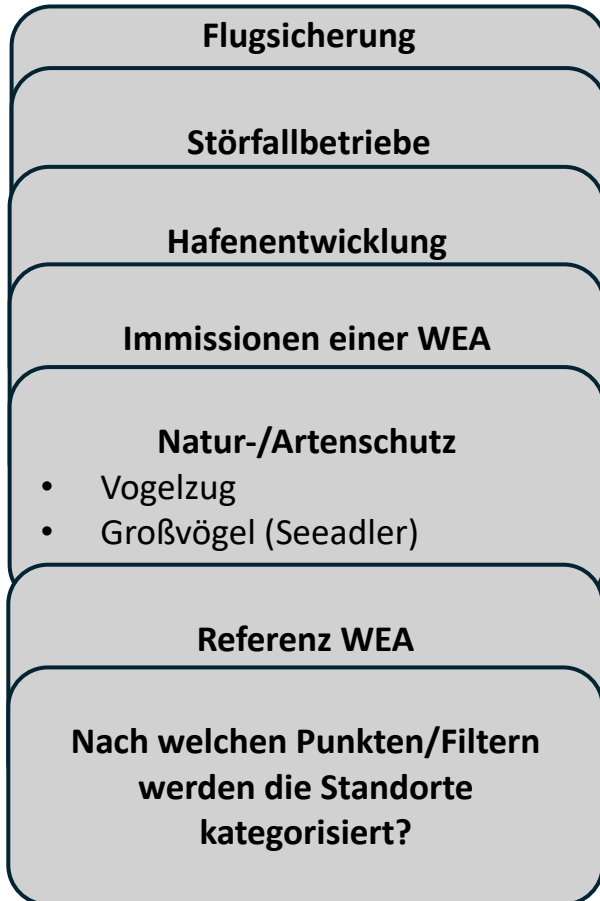 Flugsicherung
Störfallbetriebe
Hafenentwicklung
Immissionen einer WEA
Natur-/Artenschutz
• Vogelzug
• Großvögel (Seeadler)
Referenz WEA
Nach welchen Punkten/Filtern
werden die Standorte
kategorisiert?